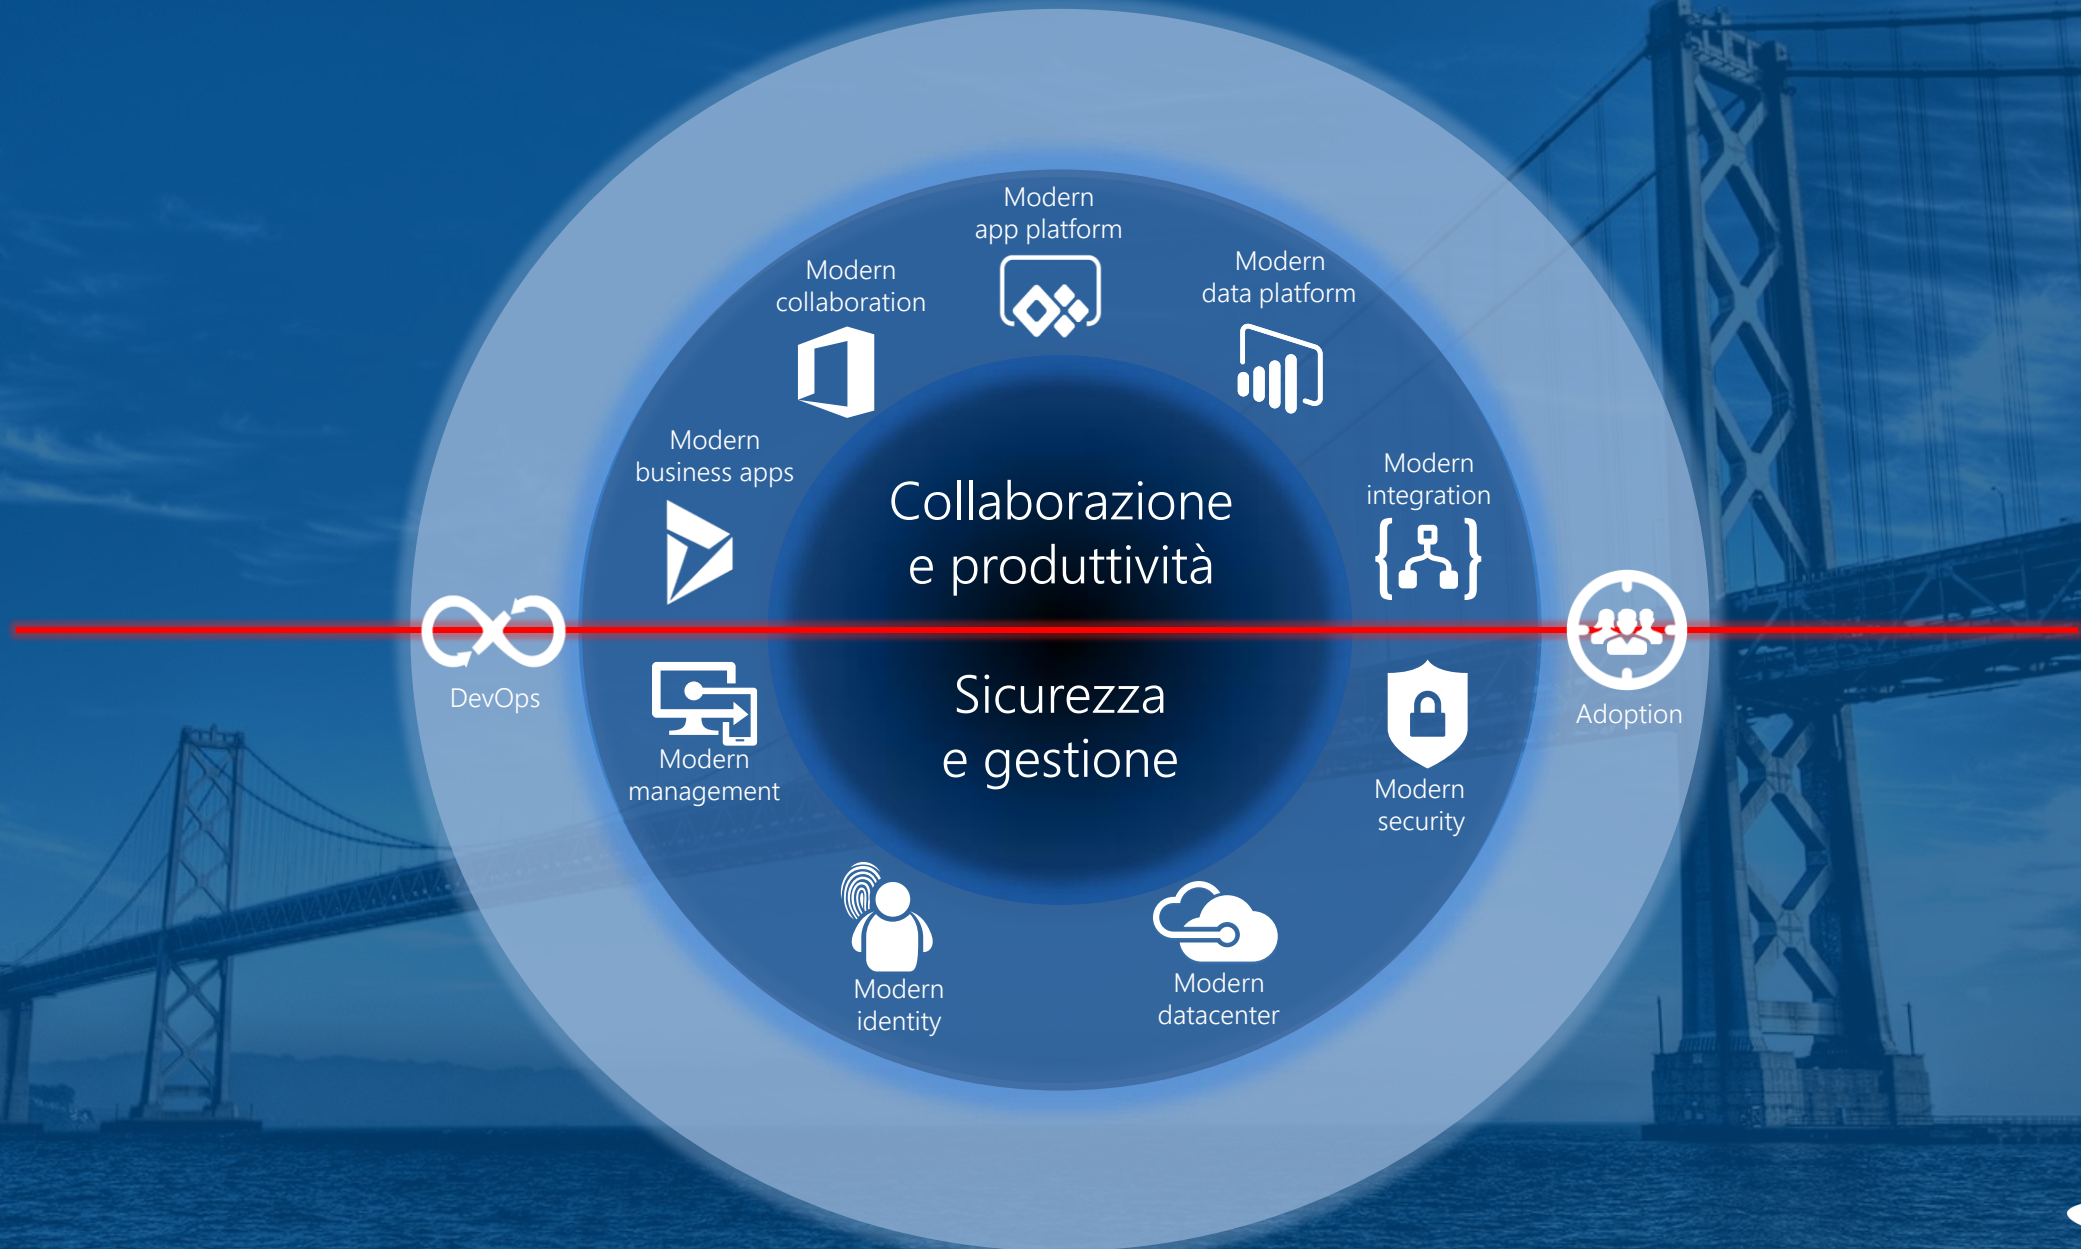 Modern
app platform
Modern
collaboration
Modern
data platform
Modern
business apps
Modern
integration
Collaborazione
e produttività
DevOps
Adoption
Sicurezza
e gestione
Modern
management
Modern
security
Modern
identity
Modern
datacenter